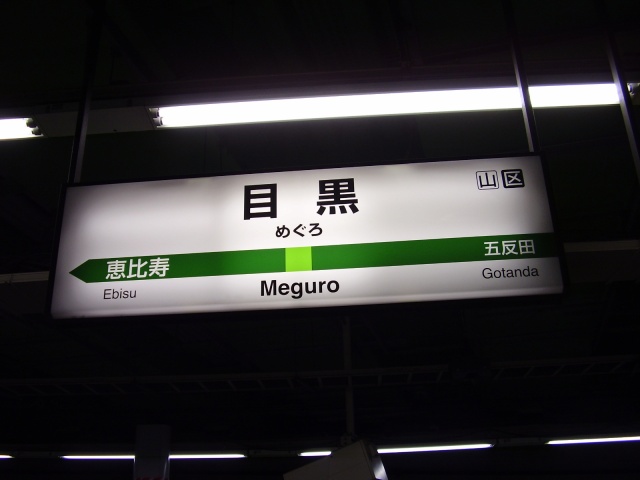 山区
目黒
めぐろ
恵比寿
五反田
Ebisu
Meguro
Gotanda